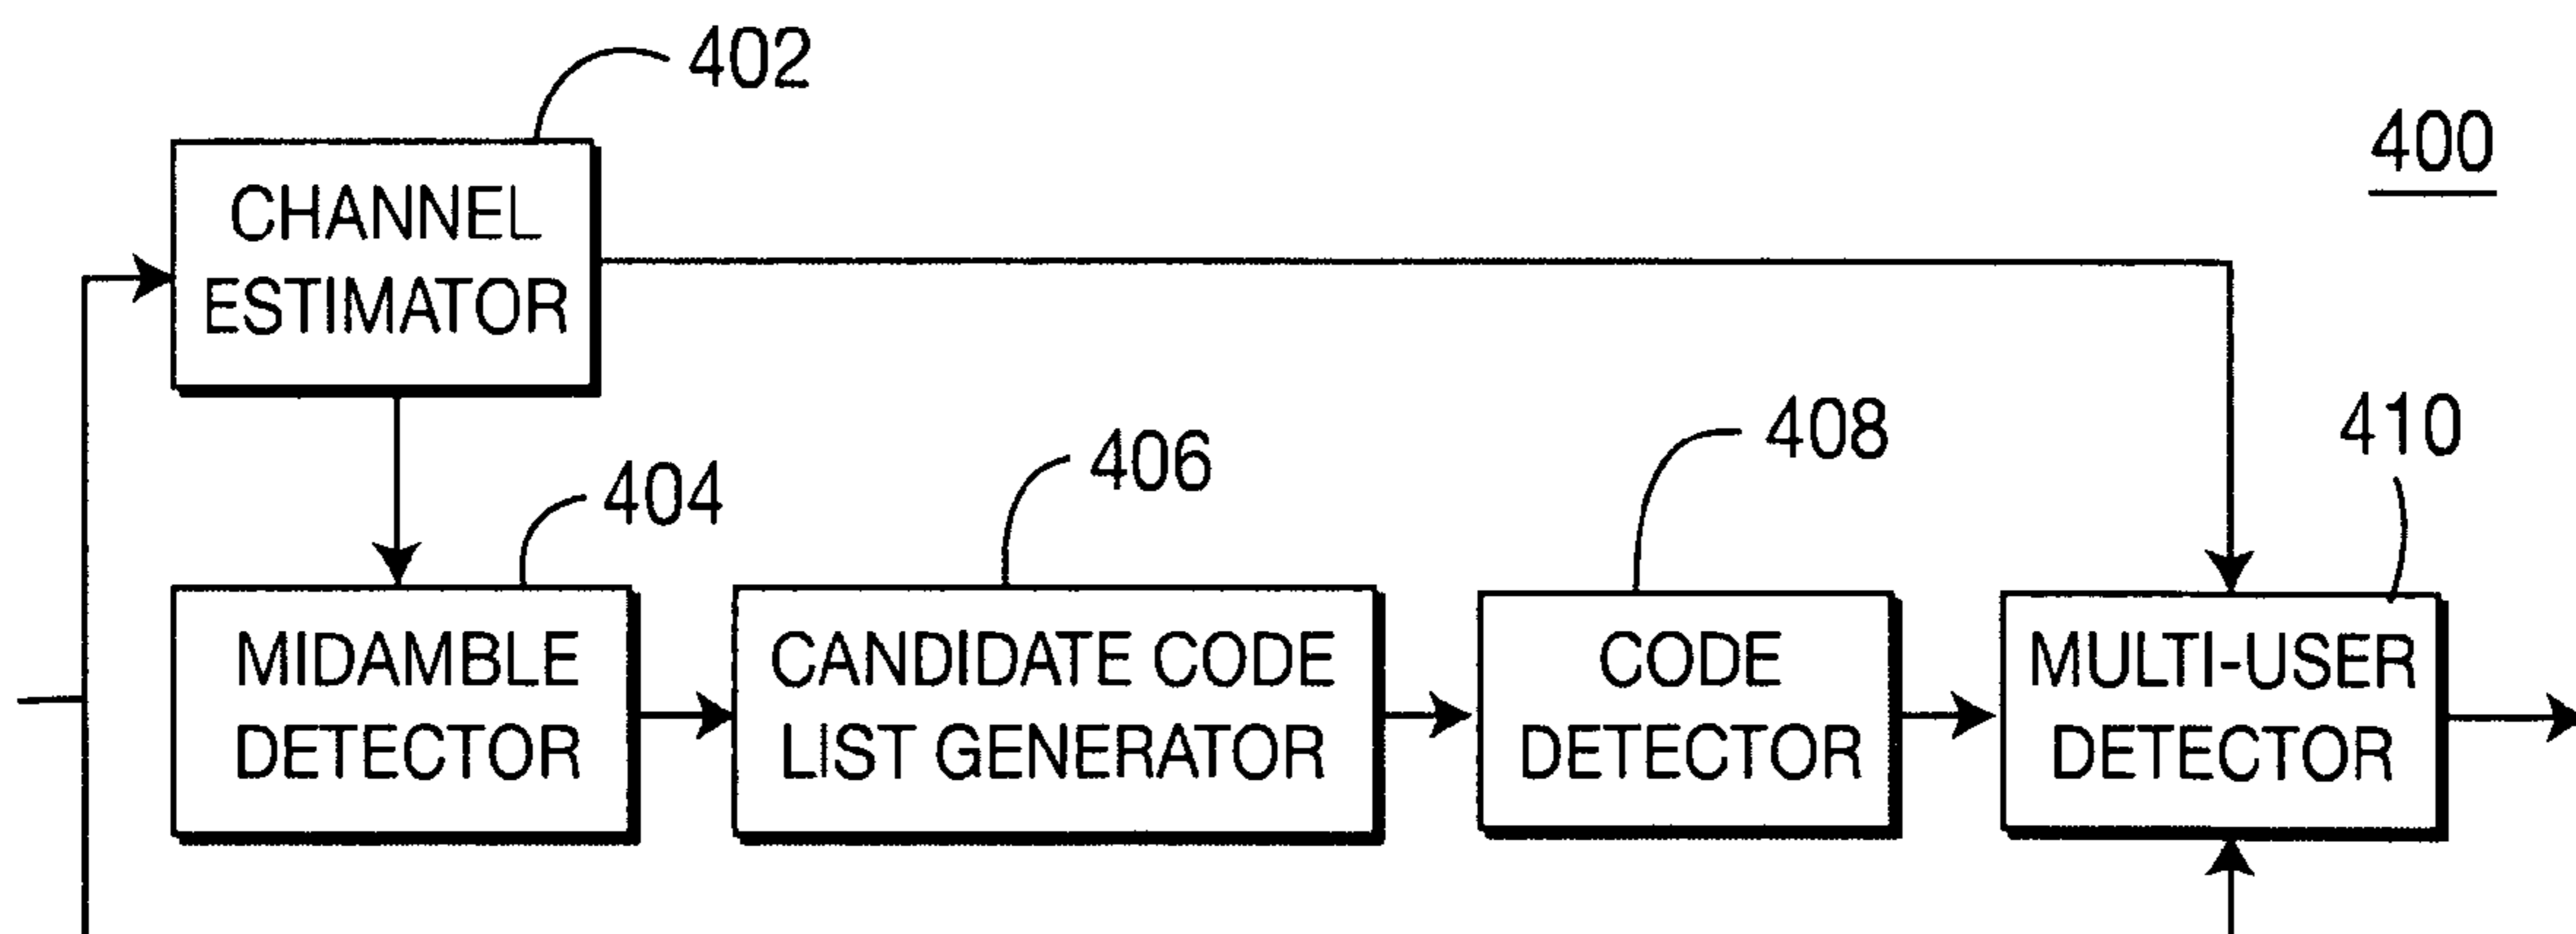 402
400
CHANNEL
ESTIMATOR
404
406
408
410
MIDAMBLE
DETECTOR
CANDIDATE CODE
LIST GENERATOR
CODE
DETECTOR
MULTI-USER
DETECTOR